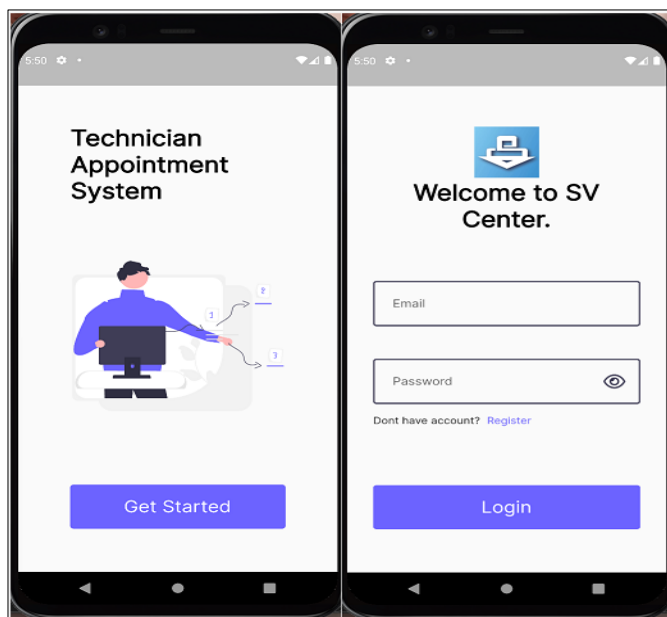 5:50
Technician
Appointment
System
Get Started
5:50
Welcome to SV
Center.
Email
Password
Dont have account? Register
Login